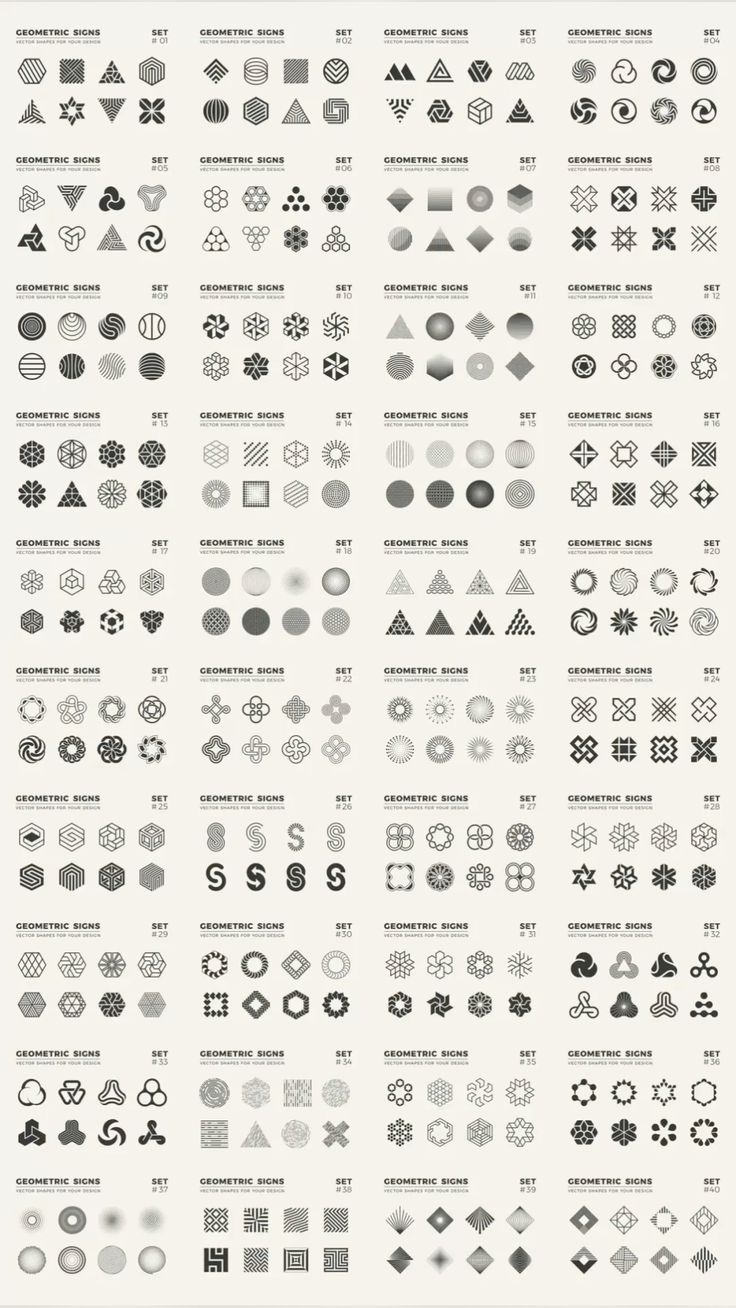 GEOMETRIC SIGNS SET
VECTOR SHAPES FOR YOUR DESIGN # 01
GEOMETRIC SIGNS SET
VECTOR SHAPES FOR YOUR DESIGN #02
GEOMETRIC SIGNS SET
VECTOR SHAPES FOR YOUR DESIGN #03
GEOMETRIC SIGNS SET
VECTOR SHAPES FOR YOUR DESIGN #04
GEOMETRIC SIGNS SET
VECTOR SHAPES FOR YOUR DESIGN #05
GEOMETRIC SIGNS SET
VECTOR SHAPES FOR YOUR DESIGN #06
GEOMETRIC SIGNS SET
VECTOR SHAPES FOR YOUR DESIGN #07
GEOMETRIC SIGNS SET
VECTOR SHAPES FOR YOUR DESIGN #08
GEOMETRIC SIGNS SET
VECTOR SHAPES FOR YOUR DESIGN #09
GEOMETRIC SIGNS SET
VECTOR SHAPES FOR YOUR DESIGN # 10
GEOMETRIC SIGNS SET
VECTOR SHAPES FOR YOUR DESIGN #11
GEOMETRIC SIGNS SET
VECTOR SHAPES FOR YOUR DESIGN # 12
GEOMETRIC SIGNS SET
VECTOR SHAPES FOR YOUR DESIGN # 13
GEOMETRIC SIGNS SET
VECTOR SHAPES FOR YOUR DESIGN # 14
GEOMETRIC SIGNS SET
VECTOR SHAPES FOR YOUR DESIGN # 15
GEOMETRIC SIGNS SET
VECTOR SHAPES FOR YOUR DESIGN # 16
GEOMETRIC SIGNS SET
VECTOR SHAPES FOR YOUR DESIGN # 17
GEOMETRIC SIGNS SET
VECTOR SHAPES FOR YOUR DESIGN # 18
GEOMETRIC SIGNS SET
VECTOR SHAPES FOR YOUR DESIGN # 19
GEOMETRIC SIGNS SET
VECTOR SHAPES FOR YOUR DESIGN #20
GEOMETRIC SIGNS SET
VECTOR SHAPES FOR YOUR DESIGN # 21
GEOMETRIC SIGNS SET
VECTOR SHAPES FOR YOUR DESIGN #22
GEOMETRIC SIGNS SET
VECTOR SHAPES FOR YOUR DESIGN #23
GEOMETRIC SIGNS SET
VECTOR SHAPES FOR YOUR DESIGN #24
GEOMETRIC SIGNS SET
VECTOR SHAPES FOR YOUR DESIGN #25
GEOMETRIC SIGNS SET
VECTOR SHAPES FOR YOUR DESIGN #26
GEOMETRIC SIGNS SET
VECTOR SHAPES FOR YOUR DESIGN #27
GEOMETRIC SIGNS SET
VECTOR SHAPES FOR YOUR DESIGN #28
GEOMETRIC SIGNS SET
VECTOR SHAPES FOR YOUR DESIGN #29
GEOMETRIC SIGNS SET
VECTOR SHAPES FOR YOUR DESIGN #30
GEOMETRIC SIGNS SET
VECTOR SHAPES FOR YOUR DESIGN # 31
GEOMETRIC SIGNS SET
VECTOR SHAPES FOR YOUR DESIGN #32
GEOMETRIC SIGNS SET
VECTOR SHAPES FOR YOUR DESIGN #33
GEOMETRIC SIGNS SET
VECTOR SHAPES FOR YOUR DESIGN #34
GEOMETRIC SIGNS SET
VECTOR SHAPES FOR YOUR DESIGN #35
GEOMETRIC SIGNS SET
VECTOR SHAPES FOR YOUR DESIGN #36
GEOMETRIC SIGNS SET
VECTOR SHAPES FOR YOUR DESIGN #37
GEOMETRIC SIGNS SET
VECTOR SHAPES FOR YOUR DESIGN #38
GEOMETRIC SIGNS SET
VECTOR SHAPES FOR YOUR DESIGN #39
GEOMETRIC SIGNS SET
VECTOR SHAPES FOR YOUR DESIGN #40